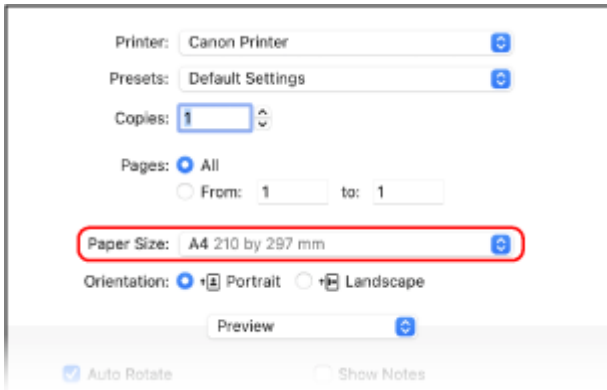 Printer: Canon Printer
Presets: Default Settings
Copies: 1
Pages: All
From: 1 to: 1
Paper Size: A4 210 by 297 mm
Orientation: Portrait Landscape
Preview
Auto Rotate Show Notes